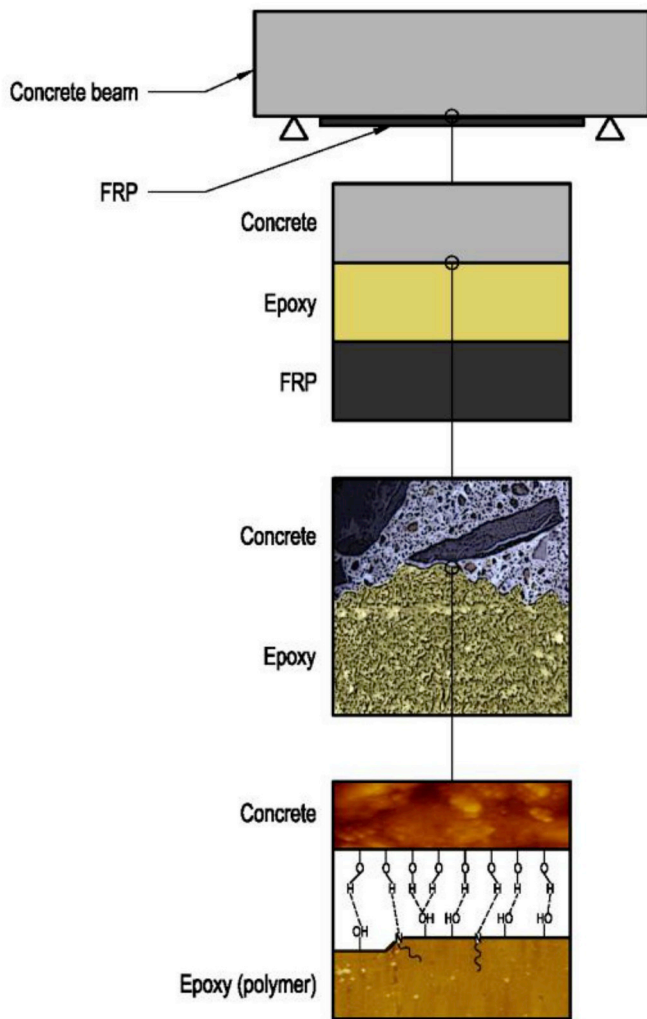 Concrete beam
FRP
Concrete
Epoxy
FRP
Concrete
Epoxy
Concrete
O O O O O O O O
H H H H H H H H
OH OH HO HO HO
N N
Epoxy (polymer)